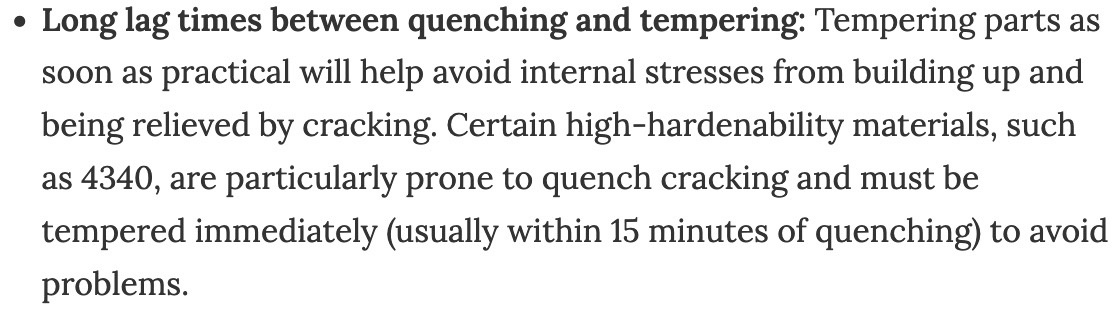 • Long lag times between quenching and tempering: Tempering parts as
soon as practical will help avoid internal stresses from building up and
being relieved by cracking. Certain high-hardenability materials, such
as 4340, are particularly prone to quench cracking and must be
tempered immediately (usually within 15 minutes of quenching) to avoid
problems.